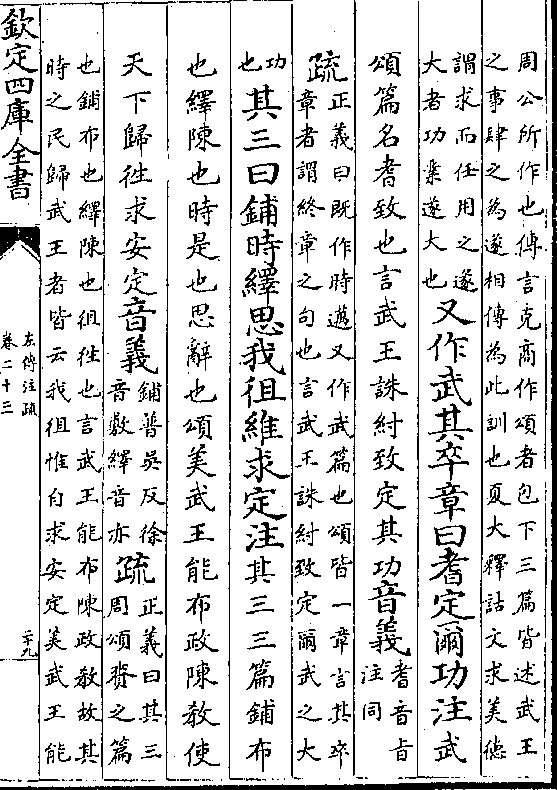 周公所作也傳言克商作頌者包下三篇皆述武王
之事肆之為遂相傳為此訓也夏大釋詁文求美德
謂求而任用之遂
大者功業遂大也
又作武其卒章曰耆定爾功注武
頌篇名耆致也言武王誅紂致定其功音義
耆音㫖
注同
疏
正義曰既作時邁又作武篇也頌皆一章言其卒
章者謂終章之句也言武王誅紂致定爾武之大
功
也
其三曰鋪時繹思我徂維求定注其三三篇鋪布
也繹陳也時是也思辭也頌美武王能布政陳教使
天下歸徃求安定音義
鋪普吳反徐
音敷繹音亦
疏
正義曰其三
周頌賚之篇
也鋪布也繹陳也徂徃也言武王能布陳政教故其
時之民歸武王者皆云我徂惟自求安定美武王能
欽定四庫全書
左傳注疏
卷二十三
二十九